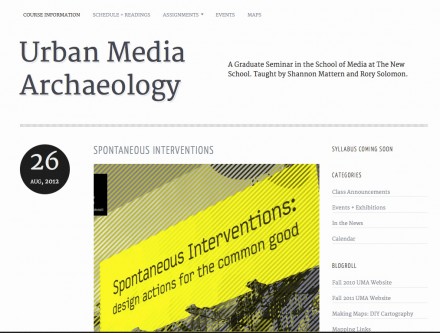 COURSE INFORMATION SCHEDULE + READINGS ASSIGNMENTS EVENTS MAPS
Urban Media
Archaeology
A Graduate Seminar in the School of Media at The New
School. Taught by Shannon Mattern and Rory Solomon.
26
AUG, 2012
SPONTANEOUS INTERVENTIONS
Spontaneous Interventions:
design actions for the common good
SYLLABUS COMING SOON
CATEGORIES
Class Announcements
Events + Exhibitions
In the News
Calendar
BLOGROLL
Fall 2010 UMA Website
Fall 2011 UMA Website
Making Maps: DIY Cartography
Mapping Links